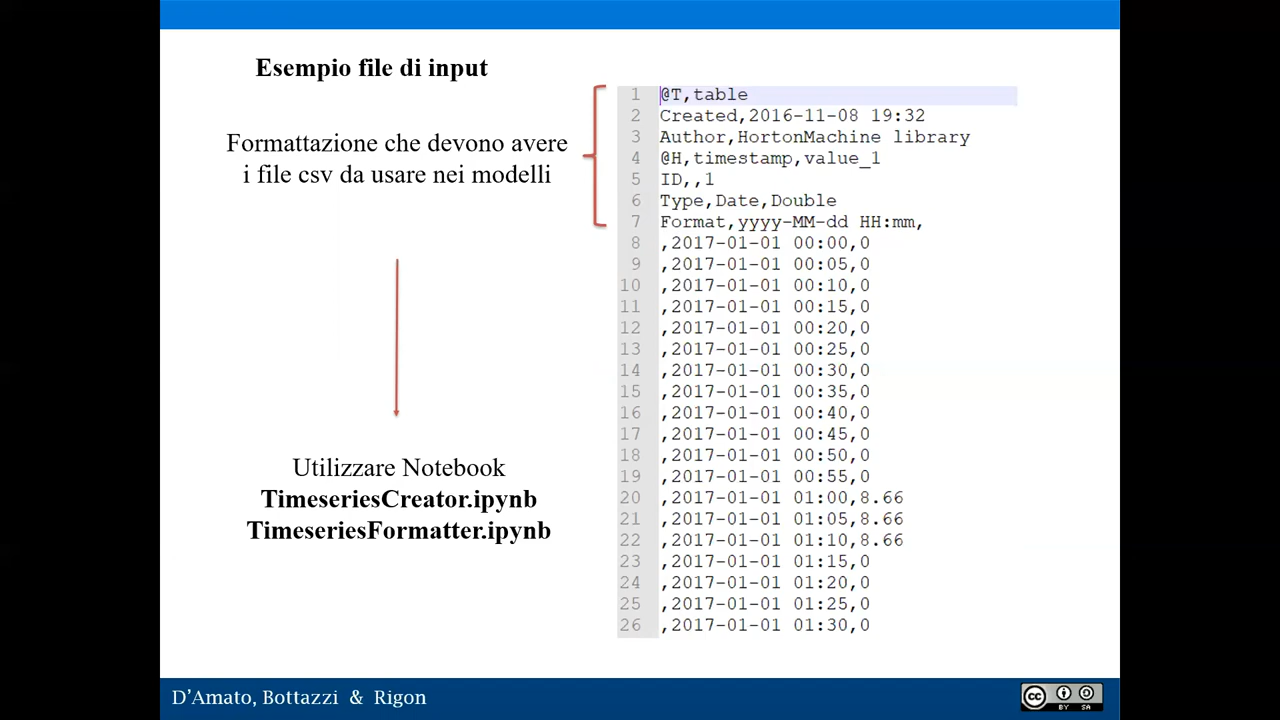 Esempio file di input
Formattazione che devono avere
i file csv da usare nei modelli
Utilizzare Notebook
TimeseriesCreator.ipynb
TimeseriesFormatter.ipynb
1 @T,table
2 Created,2016-11-08 19:32
3 Author,HortonMachine library
4 @H,timestamp,value_1
5 ID,,1
6 Type,Date,Double
7 Format,yyyy-MM-dd HH:mm,
8 ,2017-01-01 00:00,0
9 ,2017-01-01 00:05,0
10 ,2017-01-01 00:10,0
11 ,2017-01-01 00:15,0
12 ,2017-01-01 00:20,0
13 ,2017-01-01 00:25,0
14 ,2017-01-01 00:30,0
15 ,2017-01-01 00:35,0
16 ,2017-01-01 00:40,0
17 ,2017-01-01 00:45,0
18 ,2017-01-01 00:50,0
19 ,2017-01-01 00:55,0
20 ,2017-01-01 01:00,8.66
21 ,2017-01-01 01:05,8.66
22 ,2017-01-01 01:10,8.66
23 ,2017-01-01 01:15,0
24 ,2017-01-01 01:20,0
25 ,2017-01-01 01:25,0
26 ,2017-01-01 01:30,0
D'Amato, Bottazzi & Rigon
cc BY SA